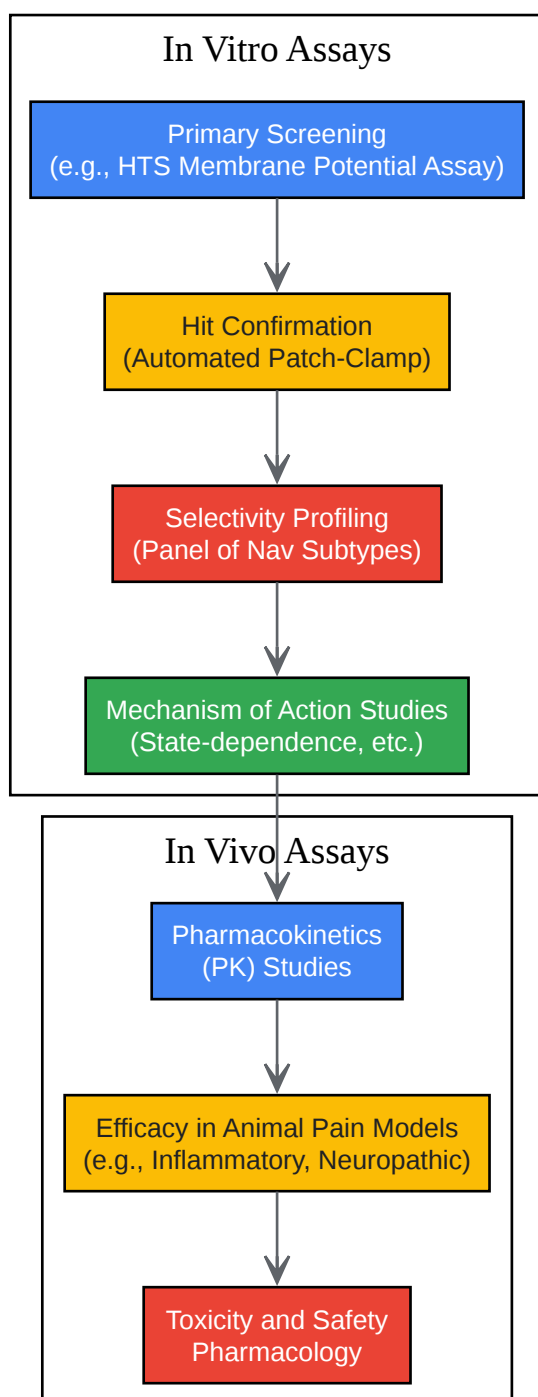 In Vitro Assays
Primary Screening
(e.g., HTS Membrane Potential Assay)
Hit Confirmation
(Automated Patch-Clamp)
Selectivity Profiling
(Panel of Nav Subtypes)
Mechanism of Action Studies
(State-dependence, etc.)
In Vivo Assays
Pharmacokinetics
(PK) Studies
Efficacy in Animal Pain Models
(e.g., Inflammatory, Neuropathic)
Toxicity and Safety
Pharmacology